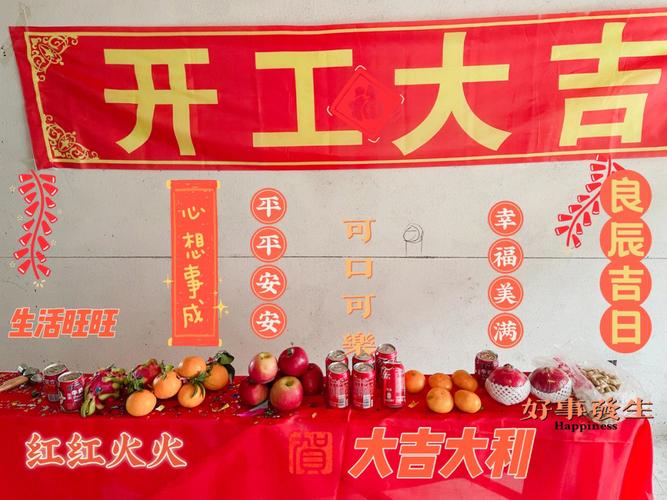 开工大吉
福
良辰吉日
心想事成
平平安安
可口可樂
幸福美满
生活旺旺
好事發生
Happiness
红红火火
賀
大吉大利